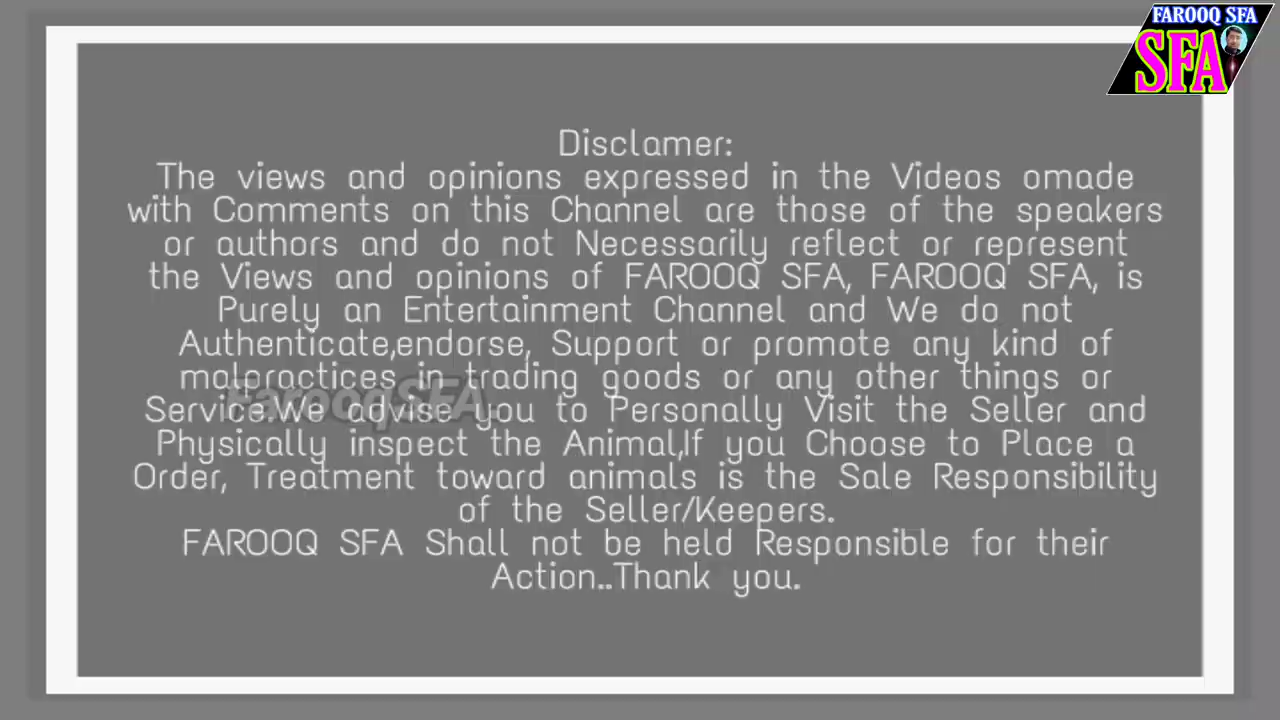 FAROOQ SFA
SFA
Disclamer:
The views and opinions expressed in the Videos omade
with Comments on this Channel are those of the speakers
or authors and do not Necessarily reflect or represent
the Views and opinions of FAROOQ SFA, FAROOQ SFA, is
Purely an Entertainment Channel and We do not
Authenticate,endorse, Support or promote any kind of
malpractices in trading goods or any other things or
Service.We advise you to Personally Visit the Seller and
FarooqSFA.
Physically inspect the Animal,If you Choose to Place a
Order, Treatment toward animals is the Sale Responsibility
of the Seller/Keepers.
FAROOQ SFA Shall not be held Responsible for their
Action..Thank you.